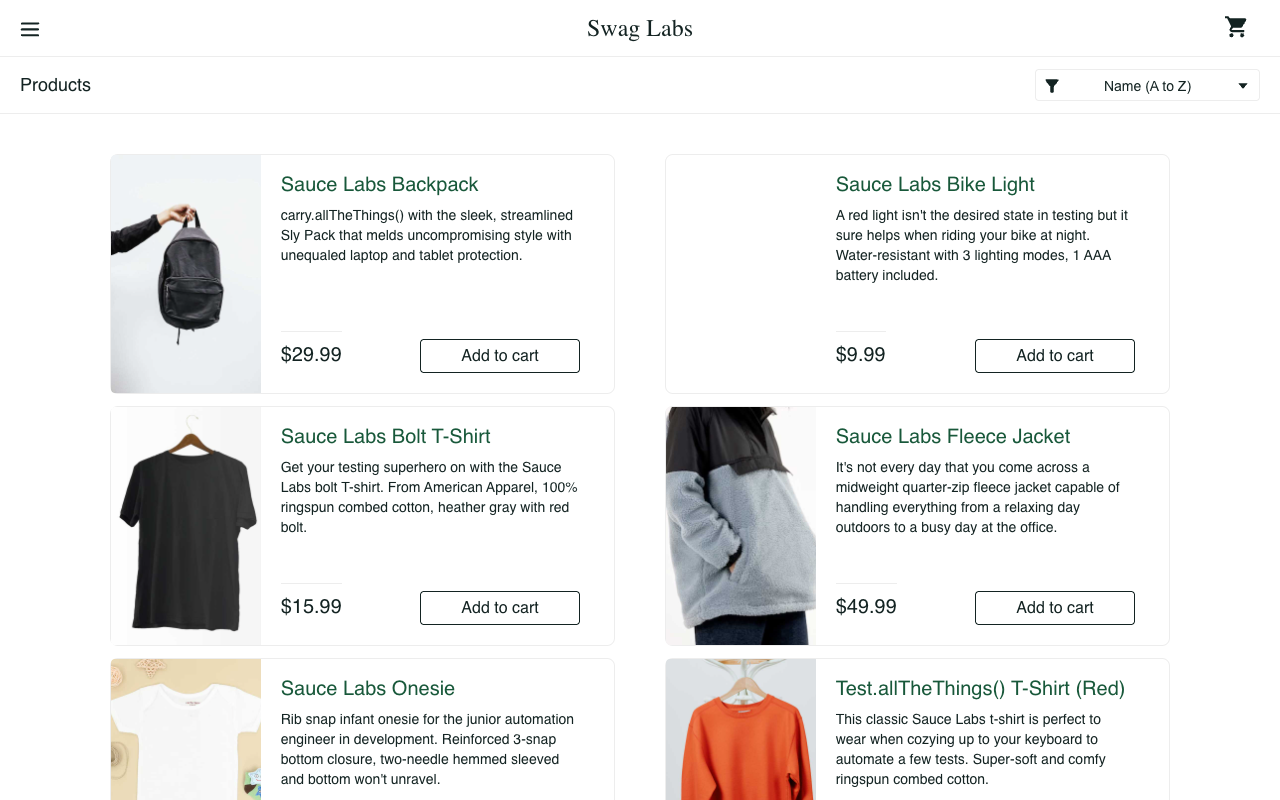 Swag Labs
Products
Name (A to Z)
Sauce Labs Backpack
carry.allTheThings() with the sleek, streamlined
Sly Pack that melds uncompromising style with
unequaled laptop and tablet protection.
$29.99
Add to cart
Sauce Labs Bike Light
A red light isn't the desired state in testing but it
sure helps when riding your bike at night.
Water-resistant with 3 lighting modes, 1 AAA
battery included.
$9.99
Add to cart
Sauce Labs Bolt T-Shirt
Get your testing superhero on with the Sauce
Labs bolt T-shirt. From American Apparel, 100%
ringspun combed cotton, heather gray with red
bolt.
$15.99
Add to cart
Sauce Labs Fleece Jacket
It's not every day that you come across a
midweight quarter-zip fleece jacket capable of
handling everything from a relaxing day
outdoors to a busy day at the office.
$49.99
Add to cart
Sauce Labs Onesie
Rib snap infant onesie for the junior automation
engineer in development. Reinforced 3-snap
bottom closure, two-needle hemmed sleeved
and bottom won't unravel.
Test.allTheThings() T-Shirt (Red)
This classic Sauce Labs t-shirt is perfect to
wear when cozying up to your keyboard to
automate a few tests. Super-soft and comfy
ringspun combed cotton.